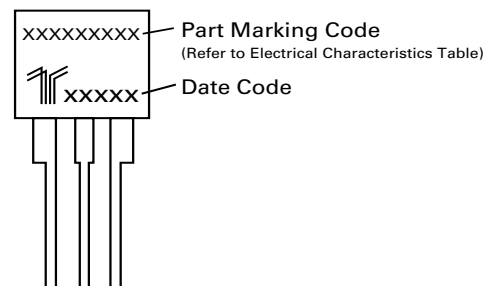 xxxxxxxxx Part Marking Code
(Refer to Electrical Characteristics Table)
xxxxx Date Code